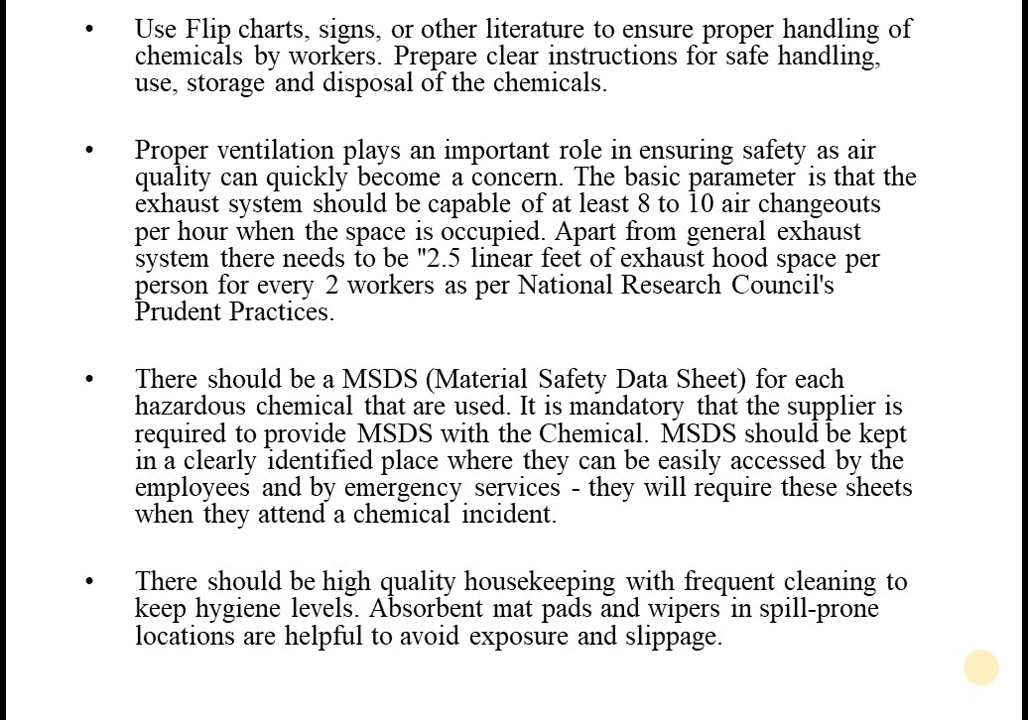 • Use Flip charts, signs, or other literature to ensure proper handling of
chemicals by workers. Prepare clear instructions for safe handling,
use, storage and disposal of the chemicals.
• Proper ventilation plays an important role in ensuring safety as air
quality can quickly become a concern. The basic parameter is that the
exhaust system should be capable of at least 8 to 10 air changeouts
per hour when the space is occupied. Apart from general exhaust
system there needs to be "2.5 linear feet of exhaust hood space per
person for every 2 workers as per National Research Council's
Prudent Practices.
• There should be a MSDS (Material Safety Data Sheet) for each
hazardous chemical that are used. It is mandatory that the supplier is
required to provide MSDS with the Chemical. MSDS should be kept
in a clearly identified place where they can be easily accessed by the
employees and by emergency services - they will require these sheets
when they attend a chemical incident.
• There should be high quality housekeeping with frequent cleaning to
keep hygiene levels. Absorbent mat pads and wipers in spill-prone
locations are helpful to avoid exposure and slippage.